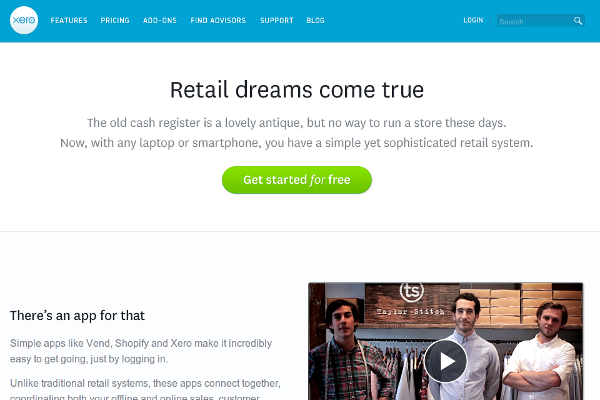 xero FEATURES PRICING ADD-ONS FIND ADVISORS SUPPORT BLOG LOGIN Search
Retail dreams come true
The old cash register is a lovely antique, but no way to run a store these days.
Now, with any laptop or smartphone, you have a simple yet sophisticated retail system.
Get started for free
There's an app for that
Simple apps like Vend, Shopify and Xero make it incredibly
easy to get going, just by logging in.
Unlike traditional retail systems, these apps connect together,
coordinating both your offline and online sales, customer
ts
Taylor Stitch